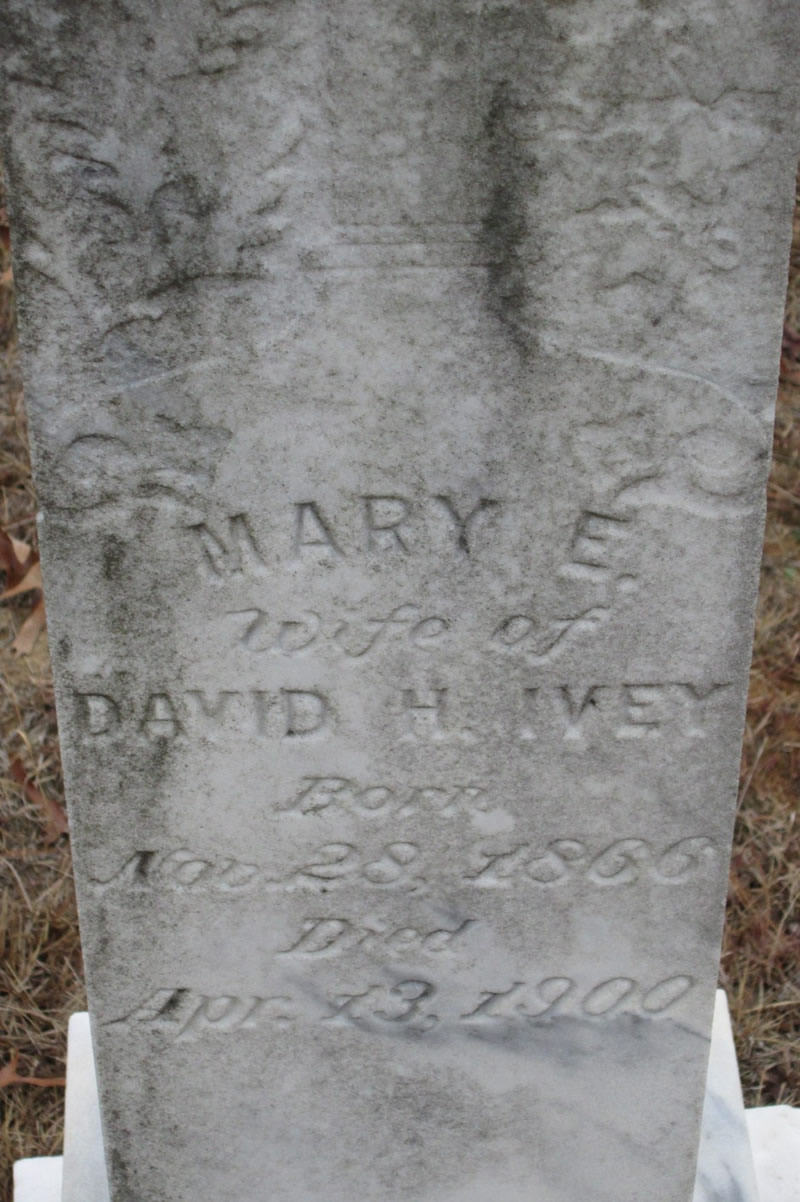 MARY E.
Wife of
DAVID H. IVEY
Born
Nov. 28, 1866
Died
Apr. 13, 1900